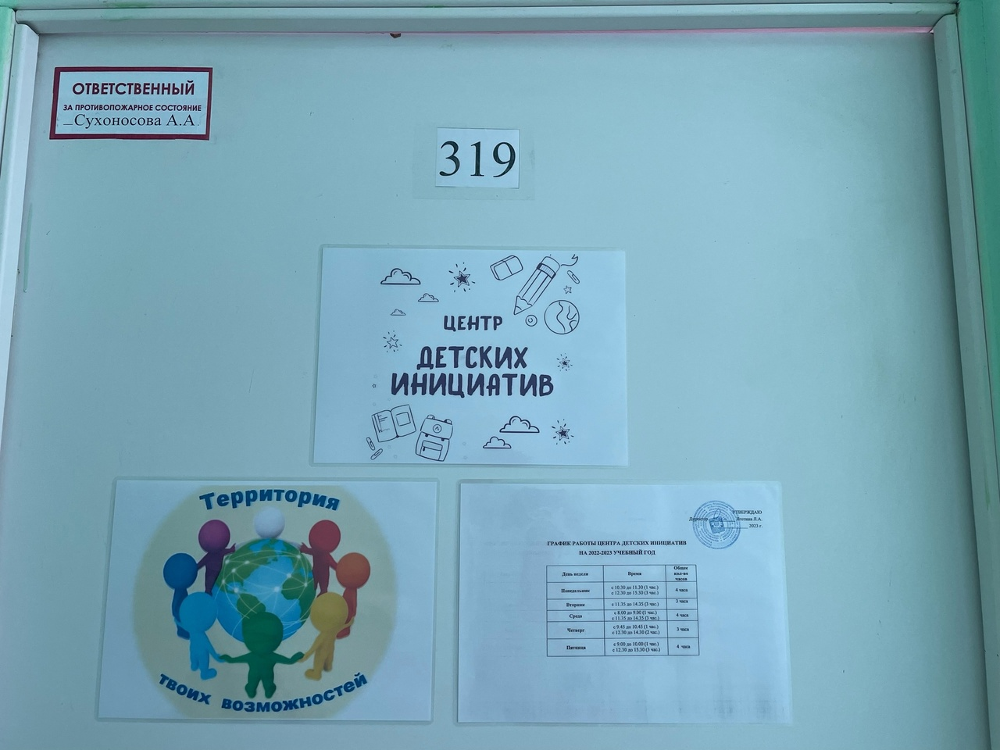 ОТВЕТСТВЕННЫЙ
ЗА ПРОТИВОПОЖАРНОЕ СОСТОЯНИЕ
_Сухоносова А.А
319
ЦЕНТР
ДЕТСКИХ
ИНИЦИАТИВ
Территория
твоих возможностей
УТВЕРЖДАЮ
Директор Яготина Л.А.
2023 г.
ГРАФИК РАБОТЫ ЦЕНТРА ДЕТСКИХ ИНИЦИАТИВ
НА 2022-2023 УЧЕБНЫЙ ГОД
День недели Время Общее кол-во часов
Понедельник с 10.30 до 11.30 (1 час.) 4 часа
с 12.30 до 15.30 (3 час.)
Вторник с 11.35 до 14.35 (3 час.) 3 часа
Среда с 8.00 до 9.00 (1 час.) 4 часа
с 11.35 до 14.35 (3 час.)
Четверг с 9.45 до 10.45 (1 час.) 3 часа
с 12.30 до 14.30 (2 час.)
Пятница с 9.00 до 10.00 (1 час.) 4 часа
с 12.30 до 15.30 (3 час.)